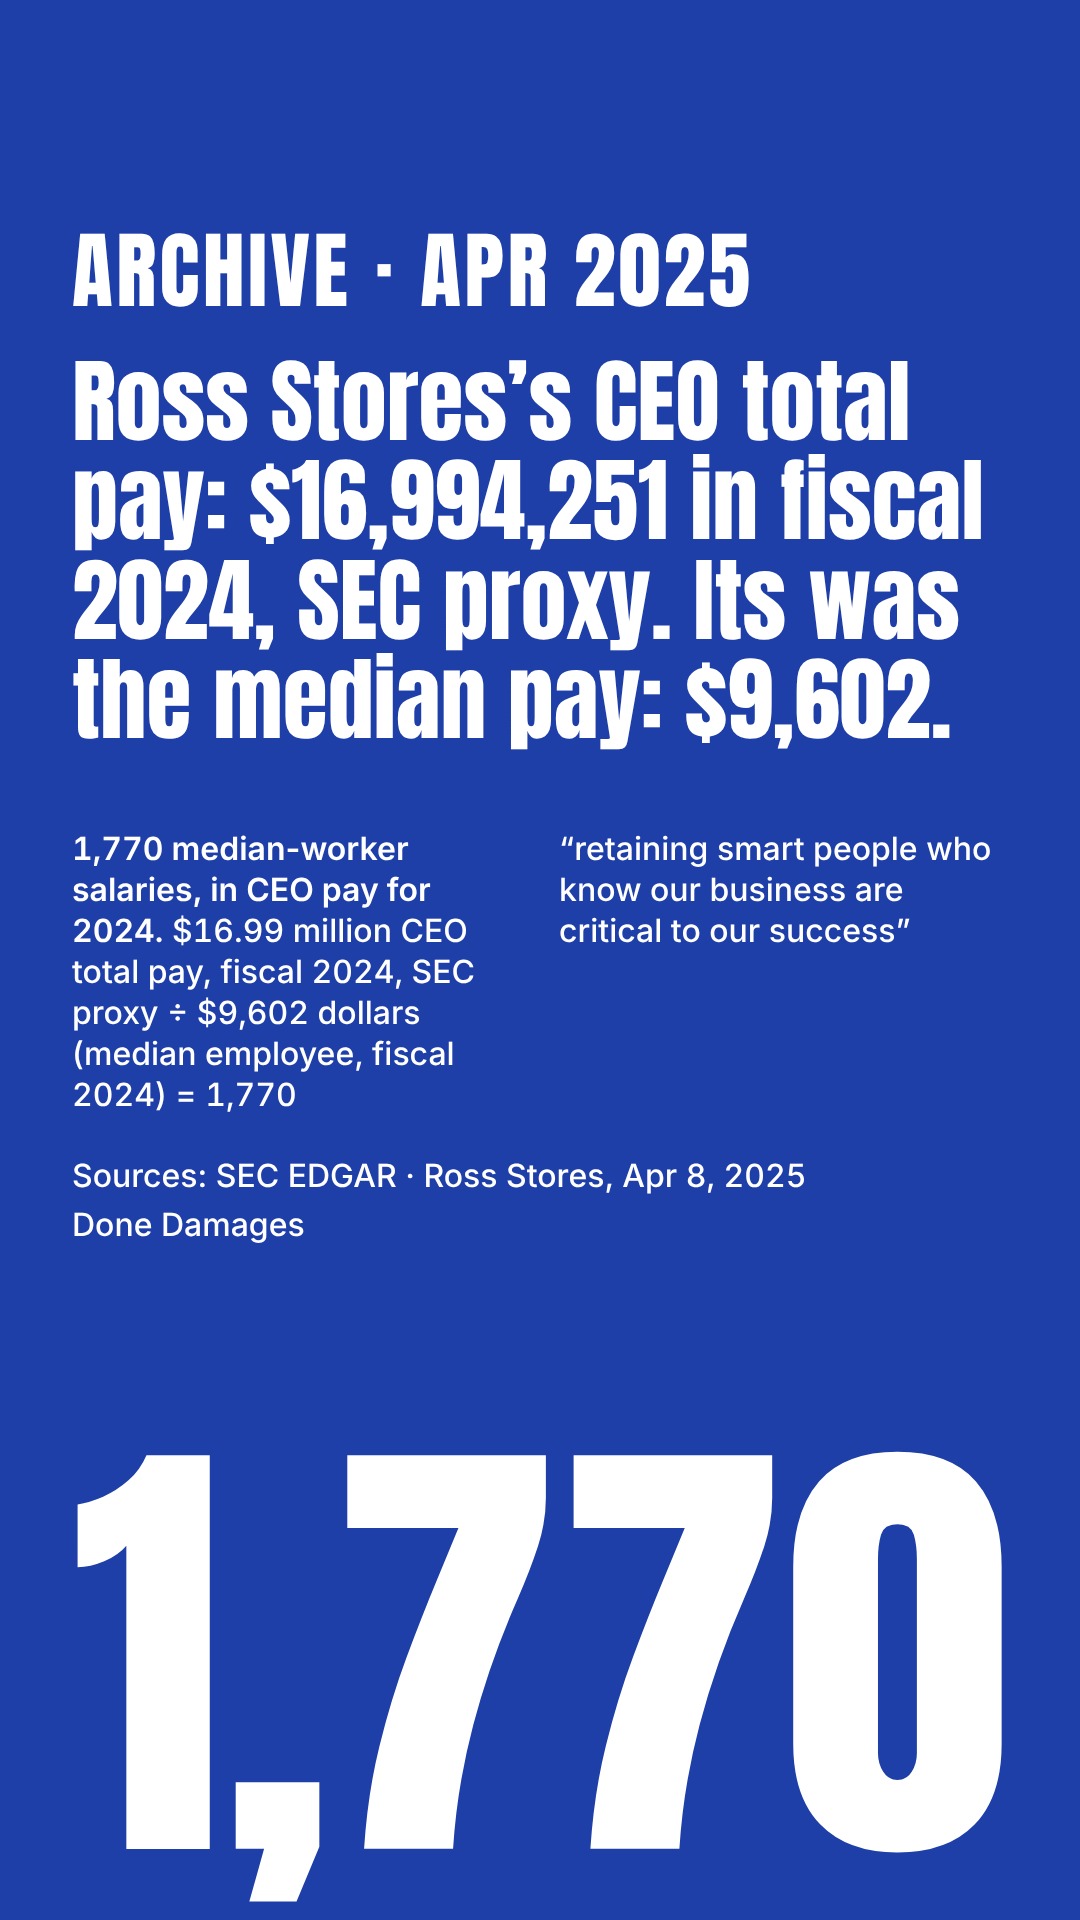 ARCHIVE · APR 2025
Ross Stores’s CEO total
pay: $16,994,251 in fiscal
2024, SEC proxy. Its was
the median pay: $9,602.
1,770 median-worker
salaries, in CEO pay for
2024. $16.99 million CEO
total pay, fiscal 2024, SEC
proxy ÷ $9,602 dollars
(median employee, fiscal
2024) = 1,770
“retaining smart people who
know our business are
critical to our success”
Sources: SEC EDGAR · Ross Stores, Apr 8, 2025
Done Damages
1,770